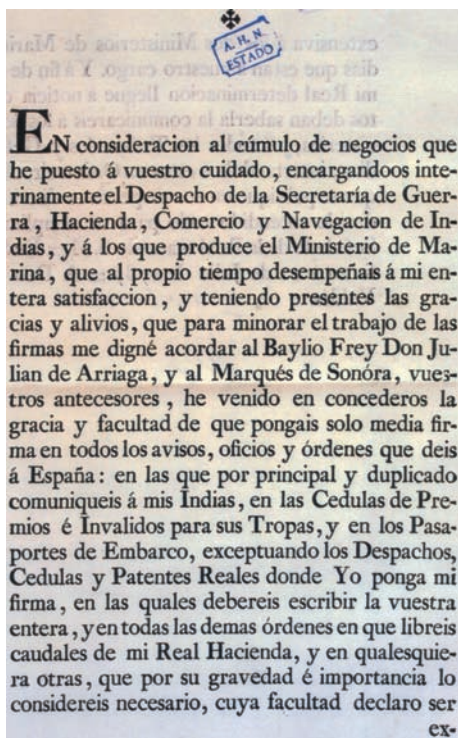 A. H. N.
ESTADO
EN consideracion al cúmulo de negocios que
he puesto á vuestro cuidado, encargandoos inte-
rinamente el Despacho de la Secretaría de Guer-
ra, Hacienda, Comercio y Navegacion de In-
dias, y á los que produce el Ministerio de Ma-
rina, que al propio tiempo desempeñais á mi en-
tera satisfaccion, y teniendo presentes las gra-
cias y alivios, que para minorar el trabajo de las
firmas me digné acordar al Baylio Frey Don Ju-
lian de Arriaga, y al Marqués de Sonóra, vues-
tros antecesores, he venido en concederos la
gracia y facultad de que pongais solo media fir-
ma en todos los avisos, oficios y órdenes que deis
á España: en las que por principal y duplicado
comuniqueis á mis Indias, en las Cedulas de Pre-
mios é Invalidos para sus Tropas, y en los Pasa-
portes de Embarco, exceptuando los Despachos,
Cedulas y Patentes Reales donde Yo ponga mi
firma, en las quales debereis escribir la vuestra
entera, y en todas las demas órdenes en que libreis
caudales de mi Real Hacienda, y en qualesquie-
ra otras, que por su gravedad é importancia lo
considereis necesario, cuya facultad declaro ser
ex-